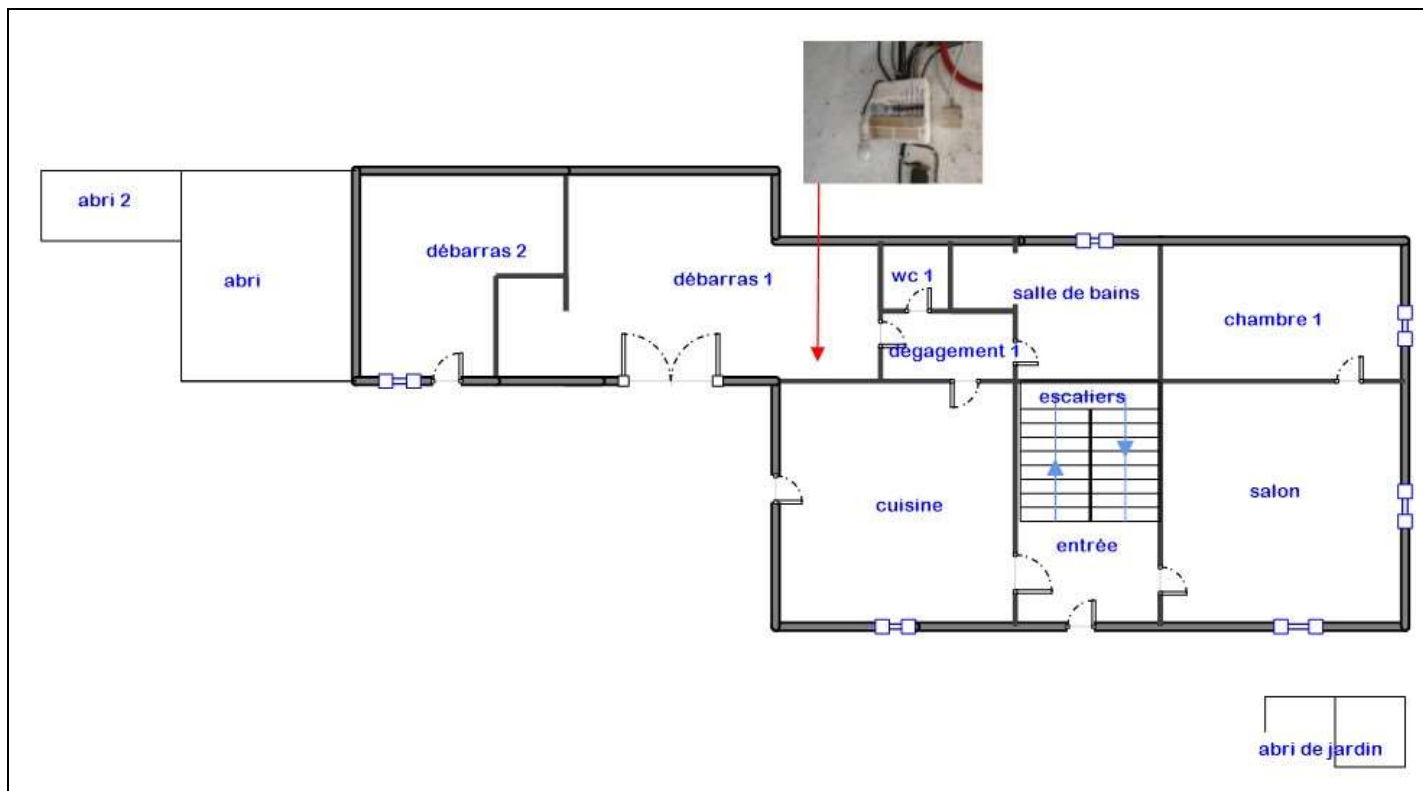 abri 2
abri
débarras 2
débarras 1
wc 1
salle de bains
chambre 1
dégagement 1
escaliers
cuisine
salon
entrée
abri de jardin